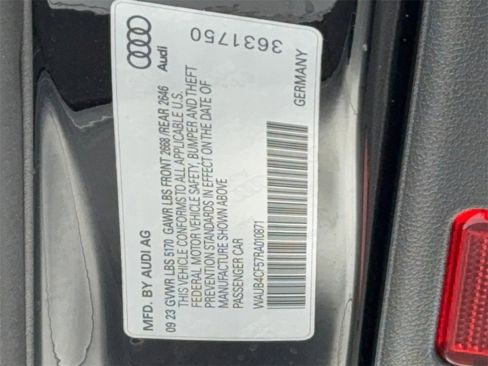 Audi
3631750
MFD. BY AUDI AG
09 23 GVWR LBS 5170 GAWR LBS FRONT 2668 /REAR 2646
THIS VEHICLE CONFORMS TO ALL APPLICABLE U.S.
FEDERAL MOTOR VEHICLE SAFETY, BUMPER AND THEFT
PREVENTION STANDARDS IN EFFECT ON THE DATE OF
MANUFACTURE SHOWN ABOVE
PASSENGER CAR
WAUB4CF57RA010871
GERMANY